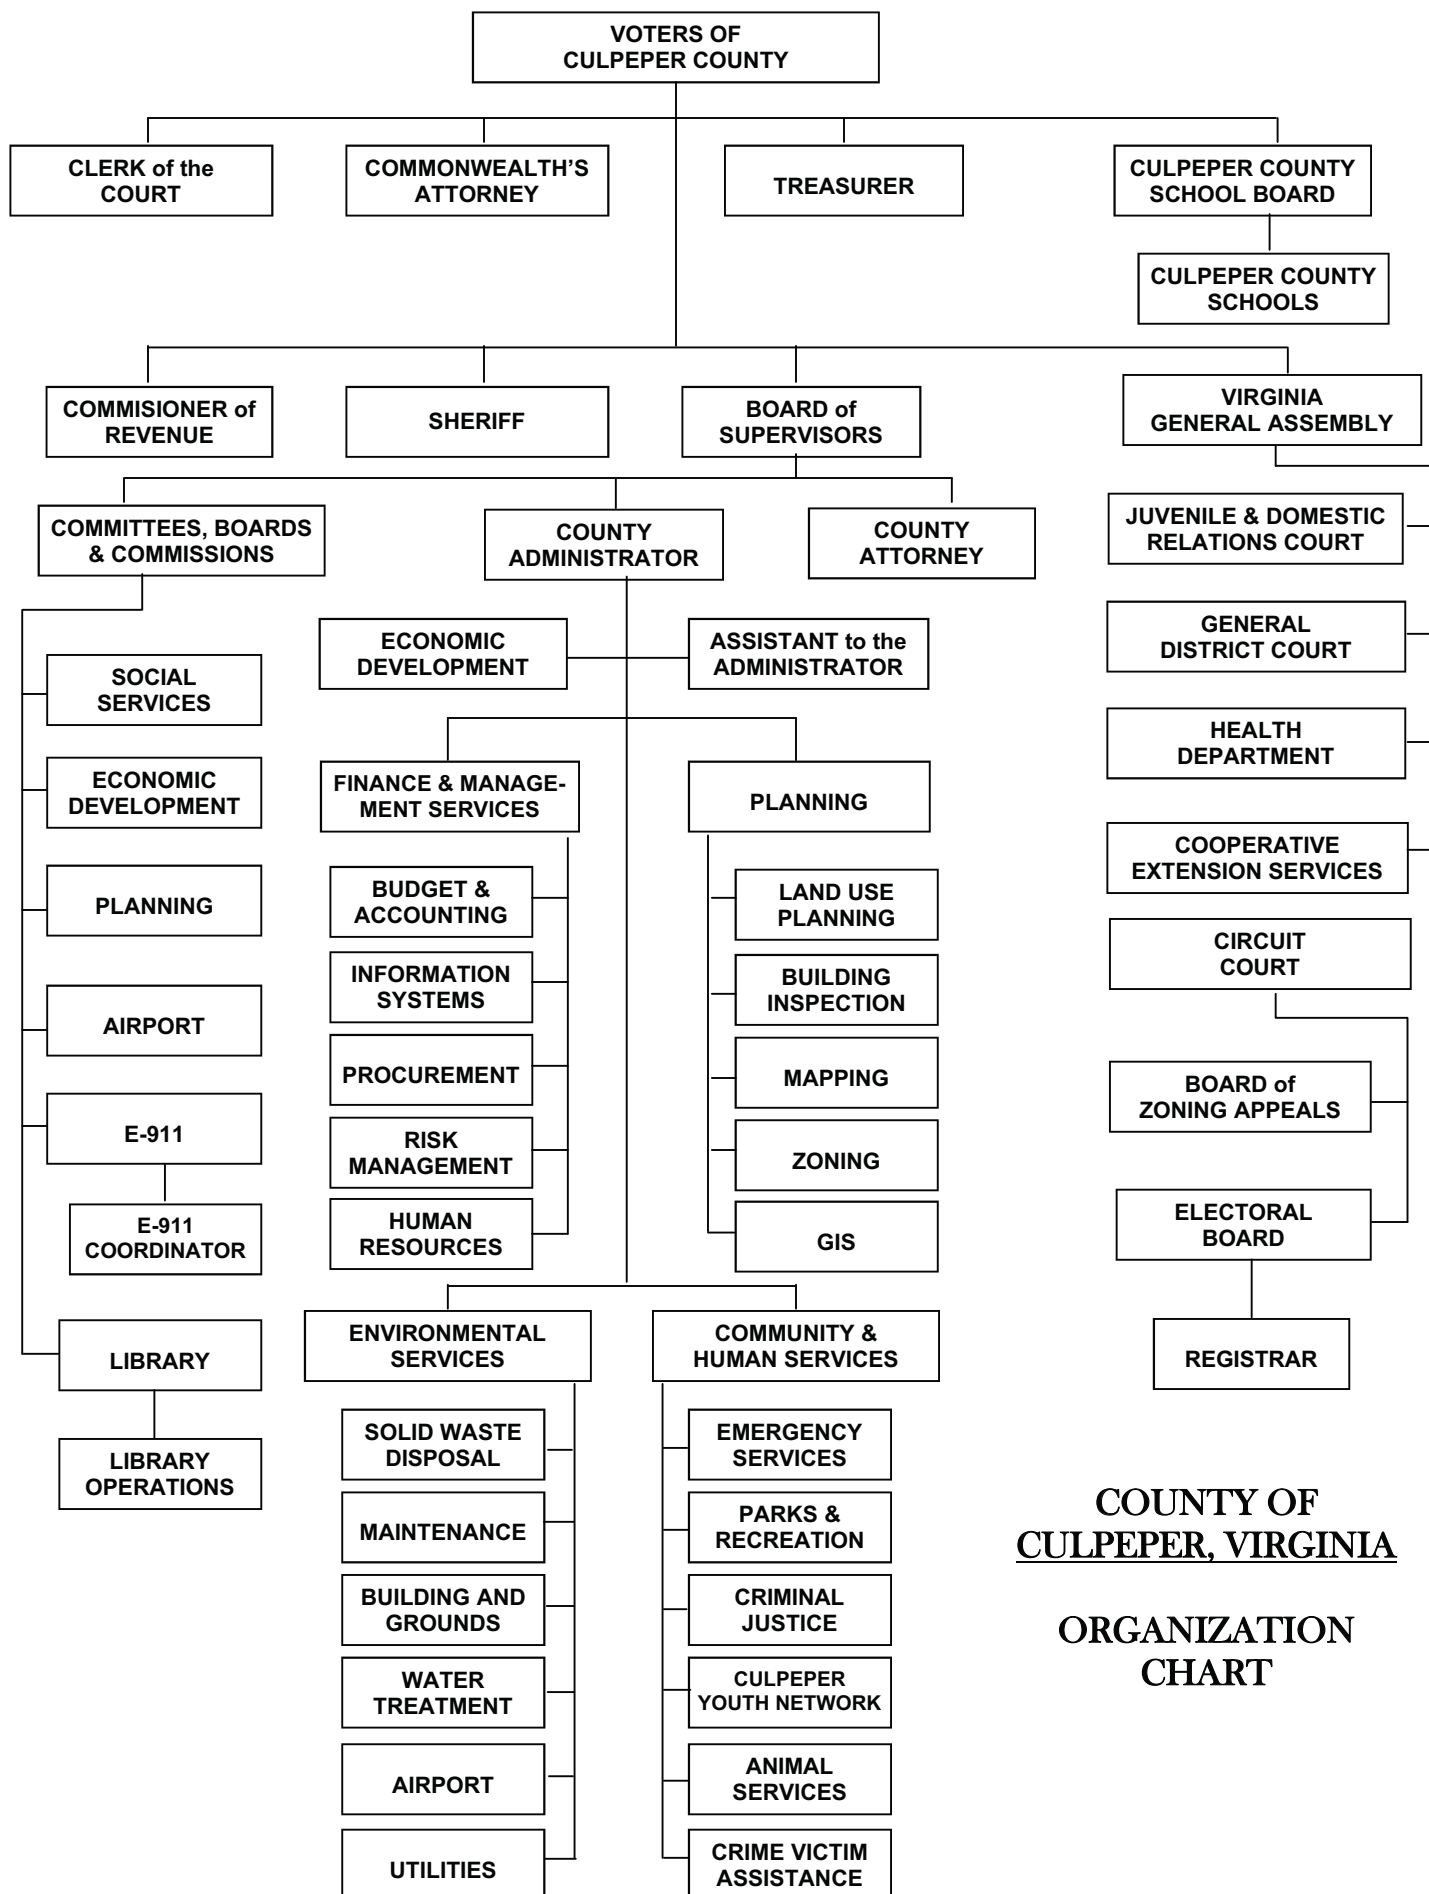 VOTERS OF
CULPEPER COUNTY
CLERK of the
COURT
COMMONWEALTH'S
ATTORNEY
TREASURER
CULPEPER COUNTY
SCHOOL BOARD
CULPEPER COUNTY
SCHOOLS
COMMISIONER of
REVENUE
SHERIFF
BOARD of
SUPERVISORS
VIRGINIA
GENERAL ASSEMBLY
COMMITTEES, BOARDS
& COMMISSIONS
COUNTY
ADMINISTRATOR
COUNTY
ATTORNEY
JUVENILE & DOMESTIC
RELATIONS COURT
GENERAL
DISTRICT COURT
HEALTH
DEPARTMENT
COOPERATIVE
EXTENSION SERVICES
CIRCUIT
COURT
BOARD of
ZONING APPEALS
ELECTORAL
BOARD
REGISTRAR
SOCIAL
SERVICES
ECONOMIC
DEVELOPMENT
PLANNING
AIRPORT
E-911
E-911
COORDINATOR
LIBRARY
LIBRARY
OPERATIONS
ECONOMIC
DEVELOPMENT
ASSISTANT to the
ADMINISTRATOR
FINANCE & MANAGE-
MENT SERVICES
BUDGET &
ACCOUNTING
INFORMATION
SYSTEMS
PROCUREMENT
RISK
MANAGEMENT
HUMAN
RESOURCES
PLANNING
LAND USE
PLANNING
BUILDING
INSPECTION
MAPPING
ZONING
GIS
ENVIRONMENTAL
SERVICES
SOLID WASTE
DISPOSAL
MAINTENANCE
BUILDING AND
GROUNDS
WATER
TREATMENT
AIRPORT
UTILITIES
COMMUNITY &
HUMAN SERVICES
EMERGENCY
SERVICES
PARKS &
RECREATION
CRIMINAL
JUSTICE
CULPEPER
YOUTH NETWORK
ANIMAL
SERVICES
CRIME VICTIM
ASSISTANCE
COUNTY OF
CULPEPER, VIRGINIA
ORGANIZATION
CHART